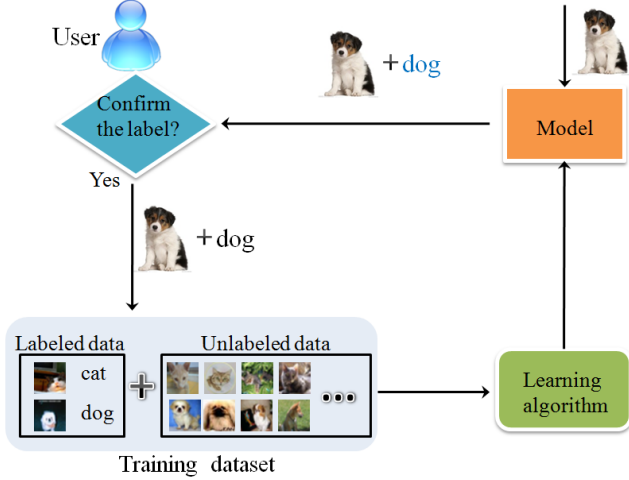 User
+ dog
Confirm
the label?
Model
Yes
+ dog
Labeled data
Unlabeled data
cat
+
dog
...
Learning
algorithm
Training dataset